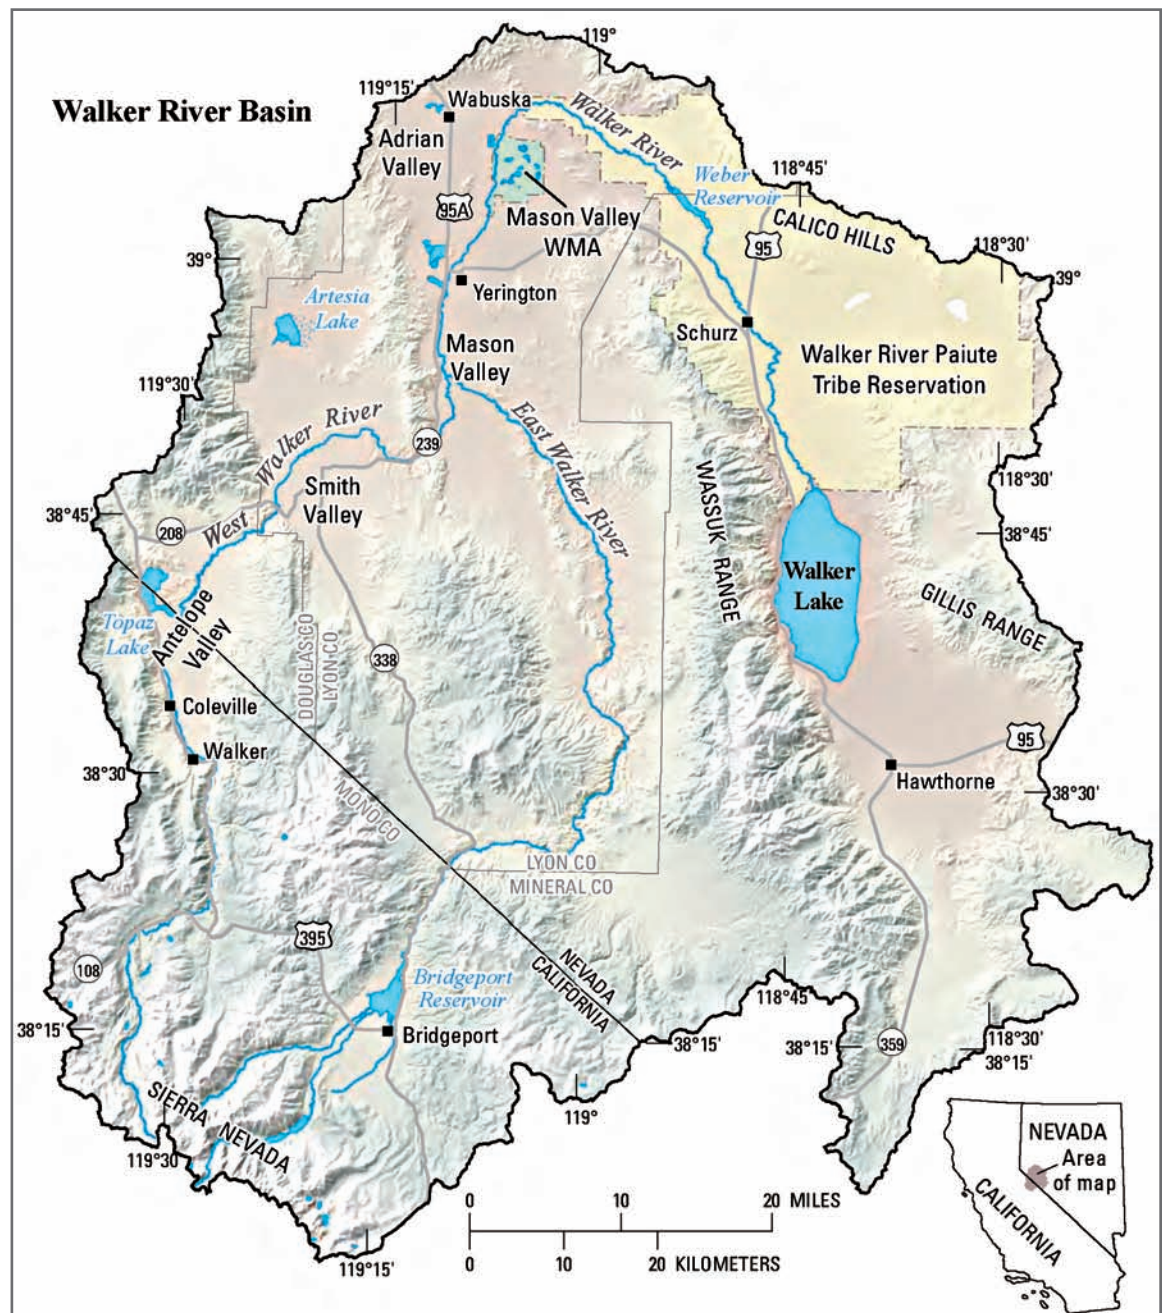 Walker River Basin
119°
119°15'
Wabuska
Adrian
Valley
Walker River
Weber
Reservoir
118°45'
95A
Mason Valley
WMA
95
CALICO HILLS
118°30'
39°
39°
Yerington
Artesia
Lake
Schurz
Mason
Valley
Walker River Paiute
Tribe Reservation
119°30'
West Walker River
239
East Walker River
Smith
Valley
WASSUK RANGE
118°30'
38°45'
208
38°45'
Walker
Lake
GILLIS RANGE
Topaz
Lake
Antelope
Valley
DOUGLAS CO
LYON CO
338
Coleville
Walker
95
38°30'
Hawthorne
38°30'
MONO CO
LYON CO
MINERAL CO
395
108
NEVADA
CALIFORNIA
Bridgeport
Reservoir
118°45'
38°15'
Bridgeport
38°15'
38°15'
359
118°30'
38°15'
SIERRA NEVADA
119°
119°30'
119°15'
0 10 20 MILES
0 10 20 KILOMETERS
NEVADA
Area
of map
CALIFORNIA